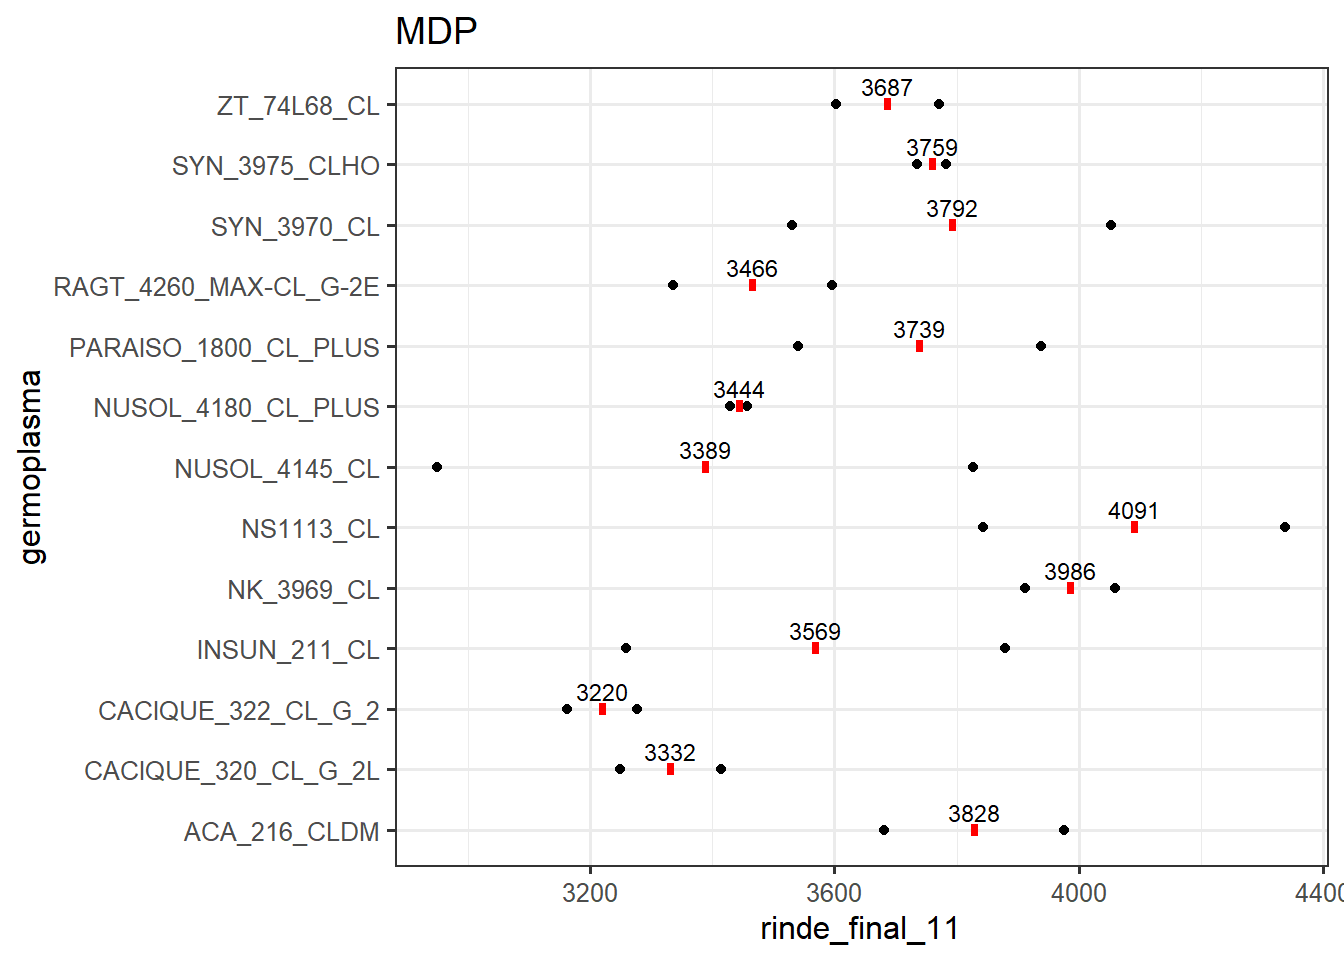 MDP
ZT_74L68_CL
3687
SYN_3975_CLHO
3759
SYN_3970_CL
3792
RAGT_4260_MAX-CL_G-2E
3466
PARAISO_1800_CL_PLUS
3739
NUSOL_4180_CL_PLUS
3444
NUSOL_4145_CL
3389
NS1113_CL
4091
NK_3969_CL
3986
INSUN_211_CL
3569
CACIQUE_322_CL_G_2
3220
CACIQUE_320_CL_G_2L
3332
ACA_216_CLDM
3828
germoplasma
3200 3600 4000 4400
rinde_final_11